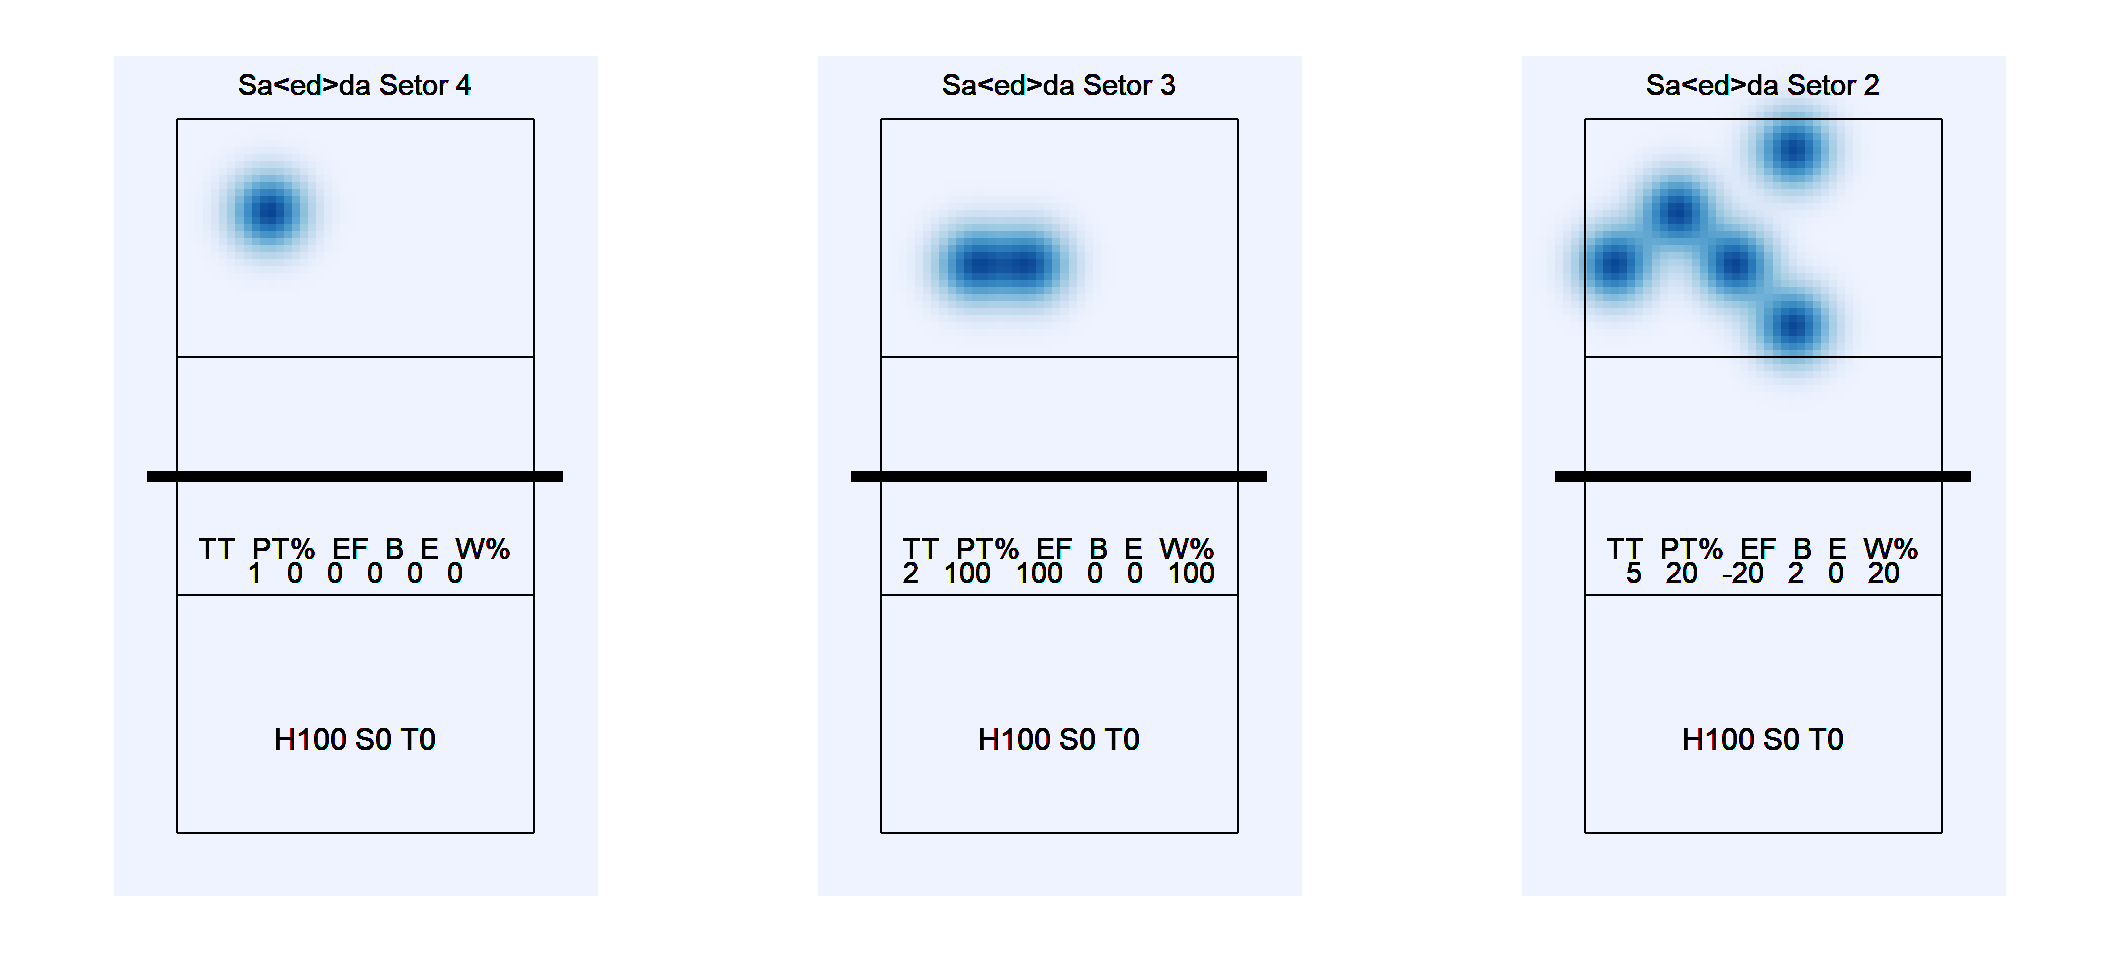 Sa<ed>da Setor 4
TT PT% EF B E W%
1 0 0 0 0 0
H100 S0 T0
Sa<ed>da Setor 3
TT PT% EF B E W%
2 100 100 0 0 100
H100 S0 T0
Sa<ed>da Setor 2
TT PT% EF B E W%
5 20 -20 2 0 20
H100 S0 T0